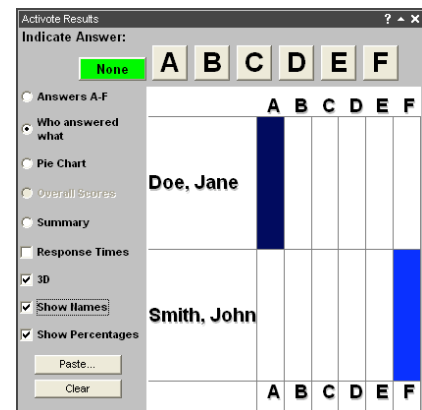 Activote Results ? X
Indicate Answer:
None A B C D E F
Answers A-F
Who answered
what
Pie Chart
Overall Scores
Summary
Response Times
3D
Show Names
Show Percentages
Paste...
Clear
A B C D E F
Doe, Jane
Smith, John
A B C D E F